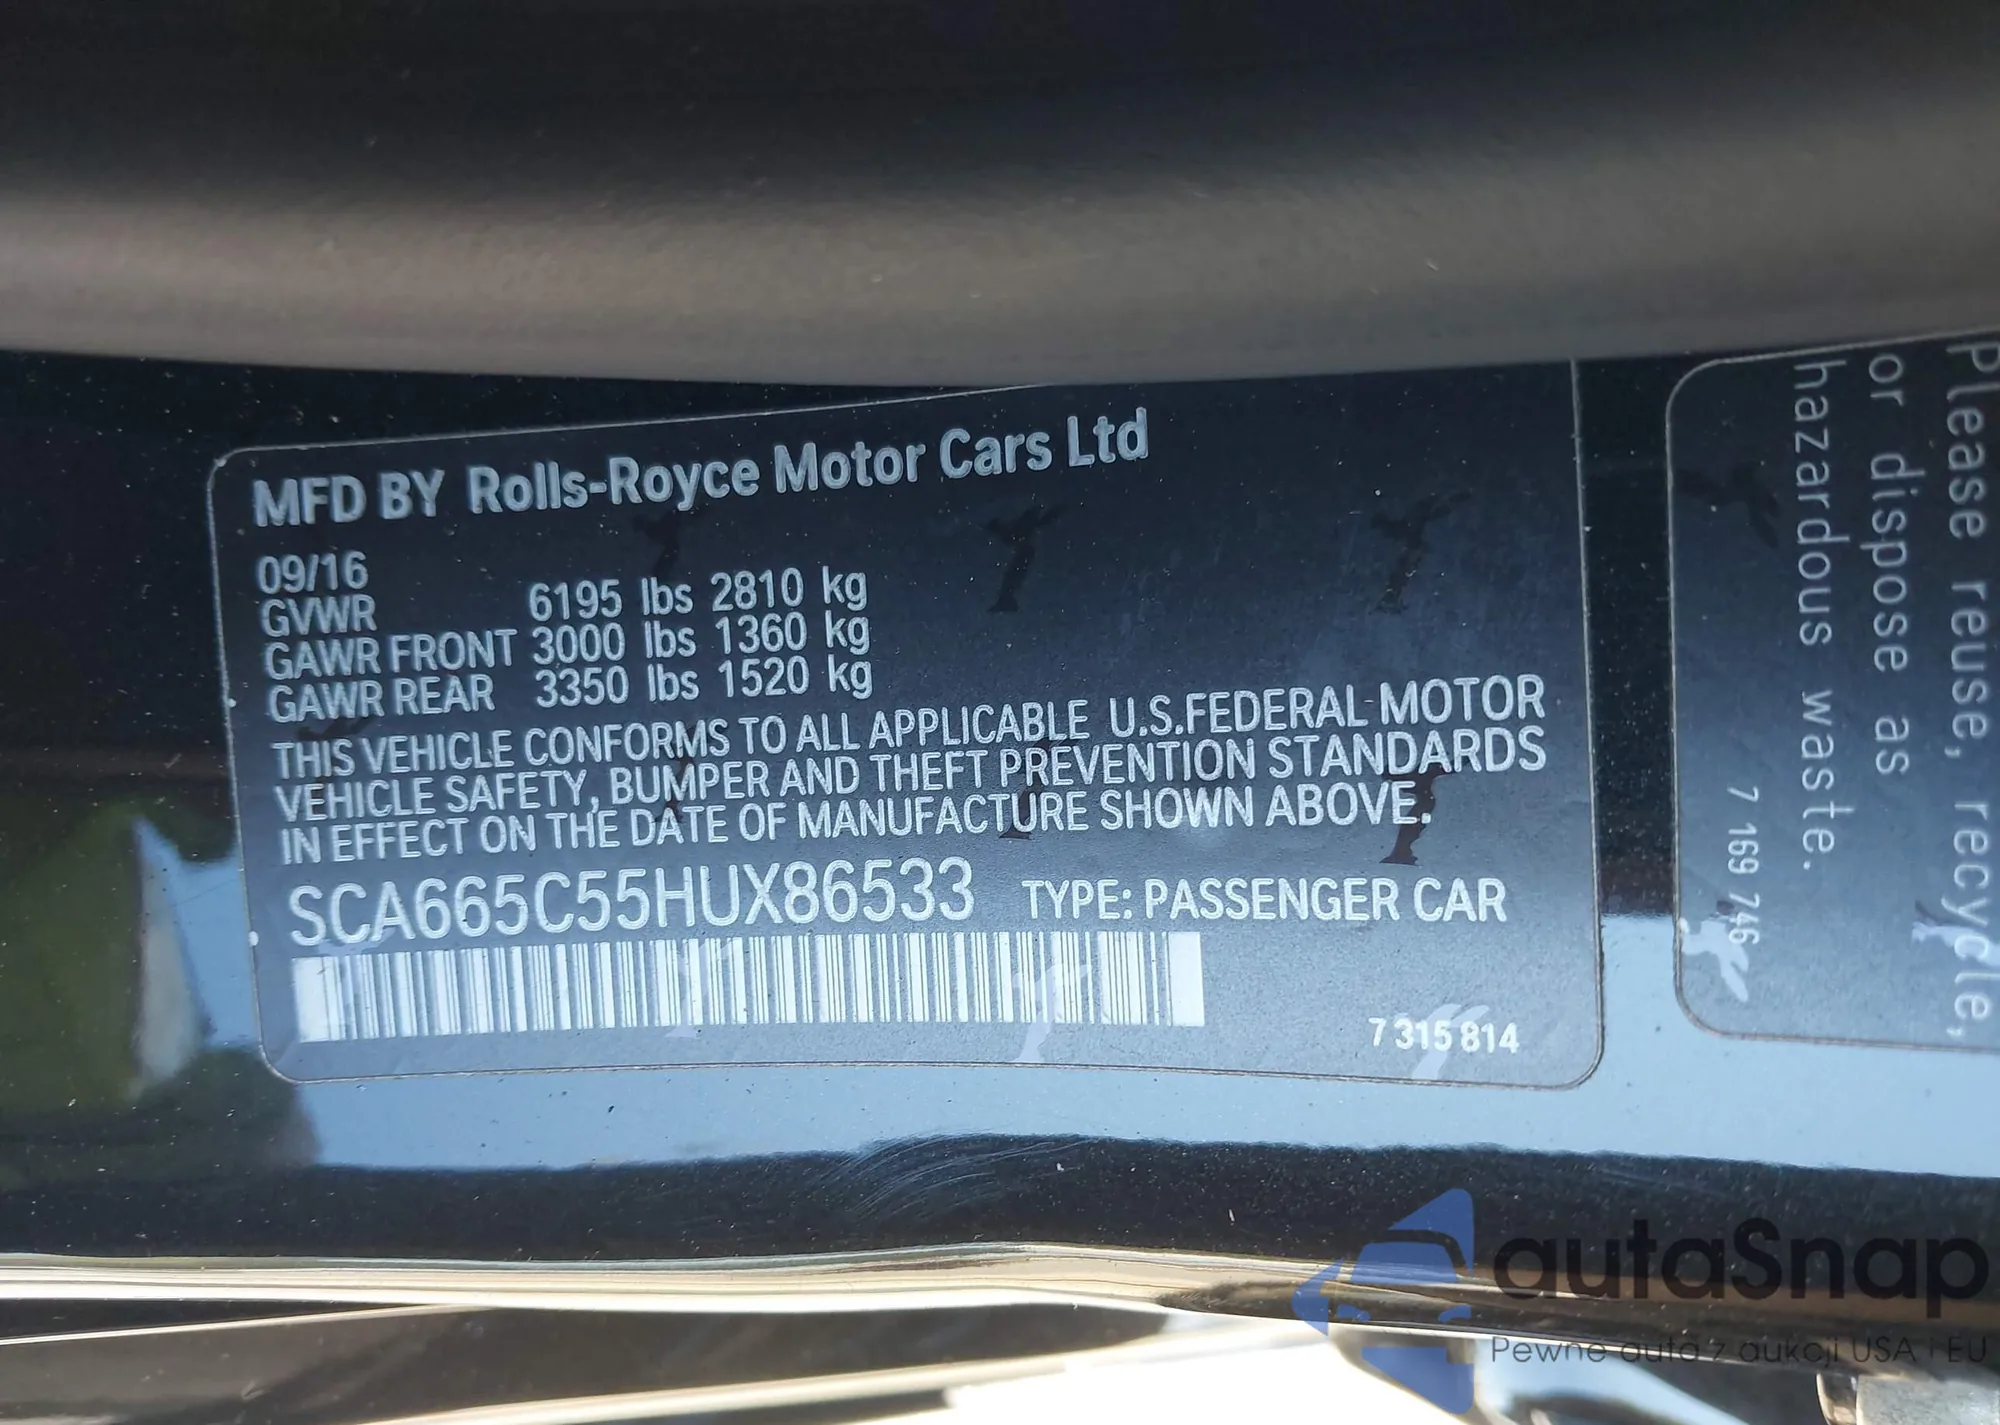 MFD BY Rolls-Royce Motor Cars Ltd
09/16
GVWR 6195 lbs 2810 kg
GAWR FRONT 3000 lbs 1360 kg
GAWR REAR 3350 lbs 1520 kg
THIS VEHICLE CONFORMS TO ALL APPLICABLE U.S.FEDERAL MOTOR
VEHICLE SAFETY, BUMPER AND THEFT PREVENTION STANDARDS
IN EFFECT ON THE DATE OF MANUFACTURE SHOWN ABOVE.
SCA665C55HUX86533 TYPE: PASSENGER CAR
7 315 814
Please reuse, recycle,
or dispose as
hazardous waste.
7 169 746
autaSnap
Pewne auta z aukcji USA i EU